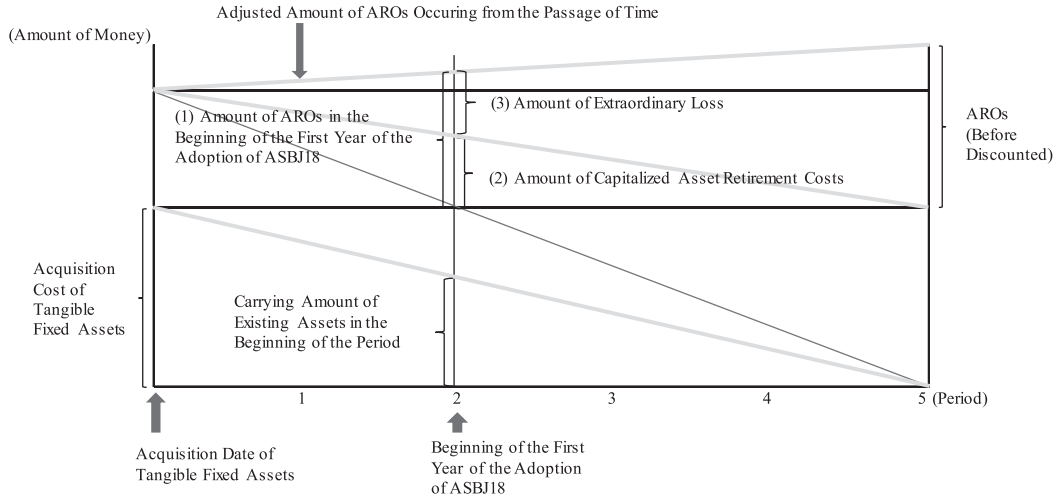 Adjusted Amount of AROs Occuring from the Passage of Time
(Amount of Money)
(3) Amount of Extraordinary Loss
(1) Amount of AROs in the
Beginning of the First Year of the
Adoption of ASBJ18
AROs
(Before
Discounted)
(2) Amount of Capitalized Asset Retirement Costs
Acquisition
Cost of
Tangible
Fixed Assets
Carrying Amount of
Existing Assets in the
Beginning of the Period
1 2 3 4 5 (Period)
Acquisition Date of
Tangible Fixed Assets
Beginning of the First
Year of the Adoption
of ASBJ18